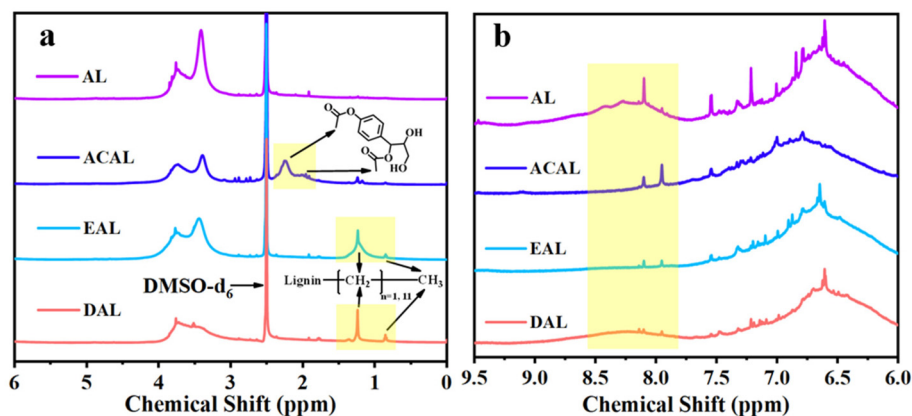 a
AL
ACAL
EAL
DAL
O
O
OH
O
O
HO
DMSO-d6
Lignin
CH2
n=1, 11
CH3
6 5 4 3 2 1 0
Chemical Shift (ppm)
b
AL
ACAL
EAL
DAL
9.5 9.0 8.5 8.0 7.5 7.0 6.5 6.0
Chemical Shift (ppm)